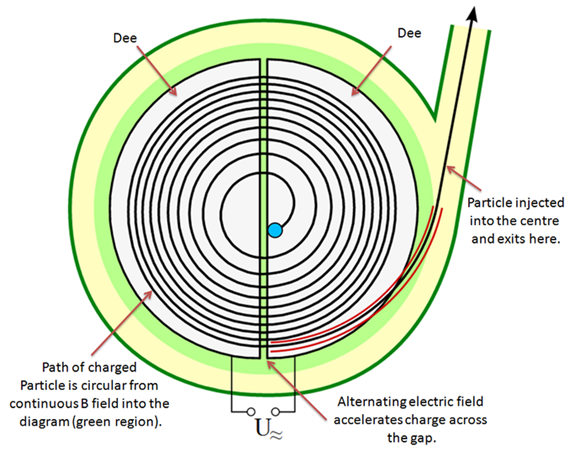 Dee
Dee
Particle injected
into the centre
and exits here.
Path of charged
Particle is circular from
continuous B field into the
diagram (green region).
Alternating electric field
accelerates charge across
the gap.
U≈